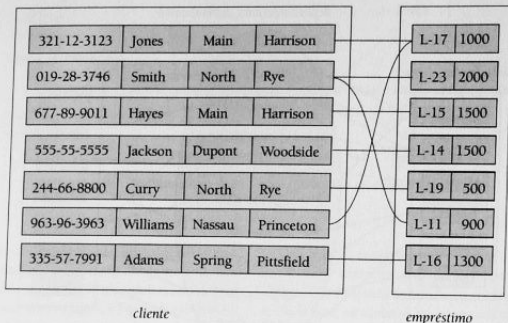 321-12-3123 Jones Main Harrison L-17 1000
019-28-3746 Smith North Rye L-23 2000
677-89-9011 Hayes Main Harrison L-15 1500
555-55-5555 Jackson Dupont Woodside L-14 1500
244-66-8800 Curry North Rye L-19 500
963-96-3963 Williams Nassau Princeton L-11 900
335-57-7991 Adams Spring Pittsfield L-16 1300
cliente empréstimo